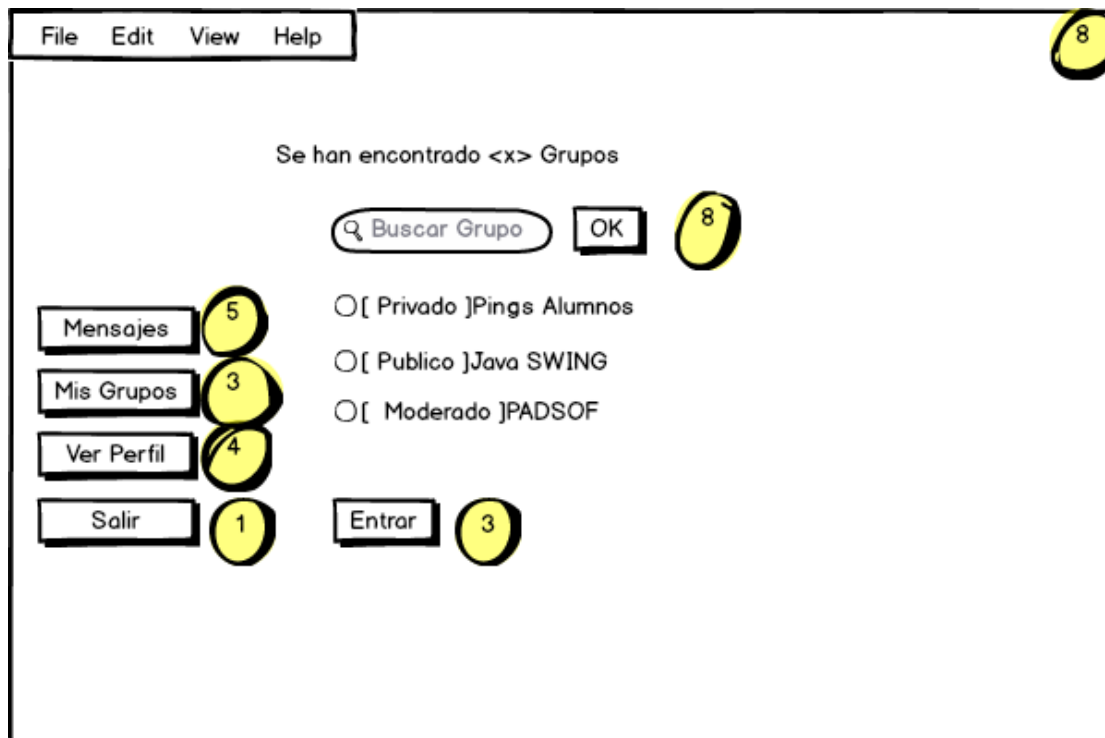 File Edit View Help
8
Se han encontrado <x> Grupos
Buscar Grupo OK 8
[ Privado ]Pings Alumnos
[ Publico ]Java SWING
[ Moderado ]PADSOF
Mensajes 5
Mis Grupos 3
Ver Perfil 4
Salir 1
Entrar 3